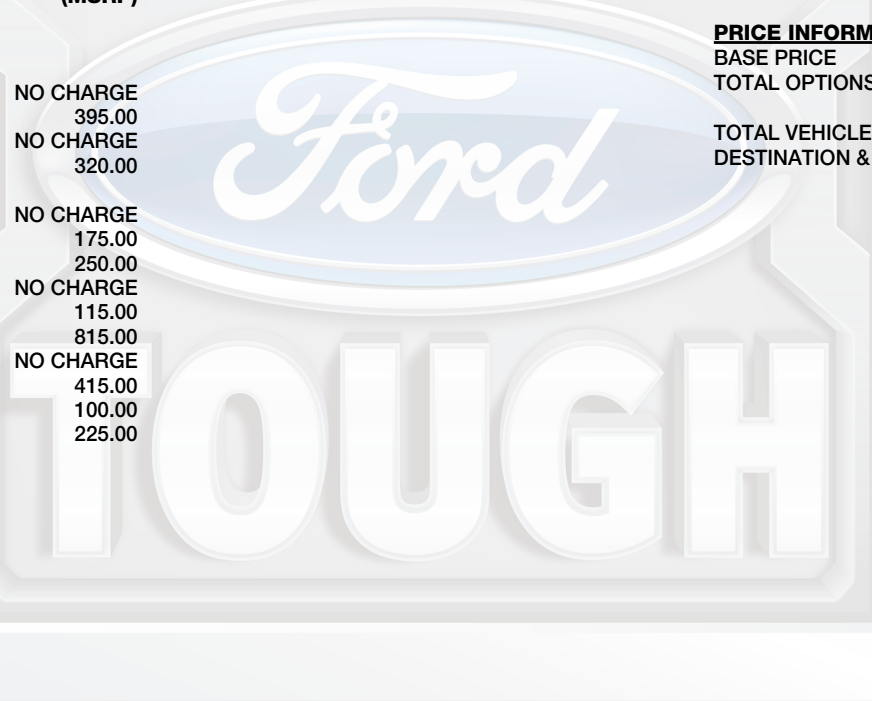 (MSRP)
NO CHARGE
395.00
NO CHARGE
320.00
NO CHARGE
175.00
250.00
NO CHARGE
115.00
815.00
NO CHARGE
415.00
100.00
225.00
PRICE INFORM
BASE PRICE
TOTAL OPTIONS
TOTAL VEHICLE
DESTINATION &
Ford
TOUGH